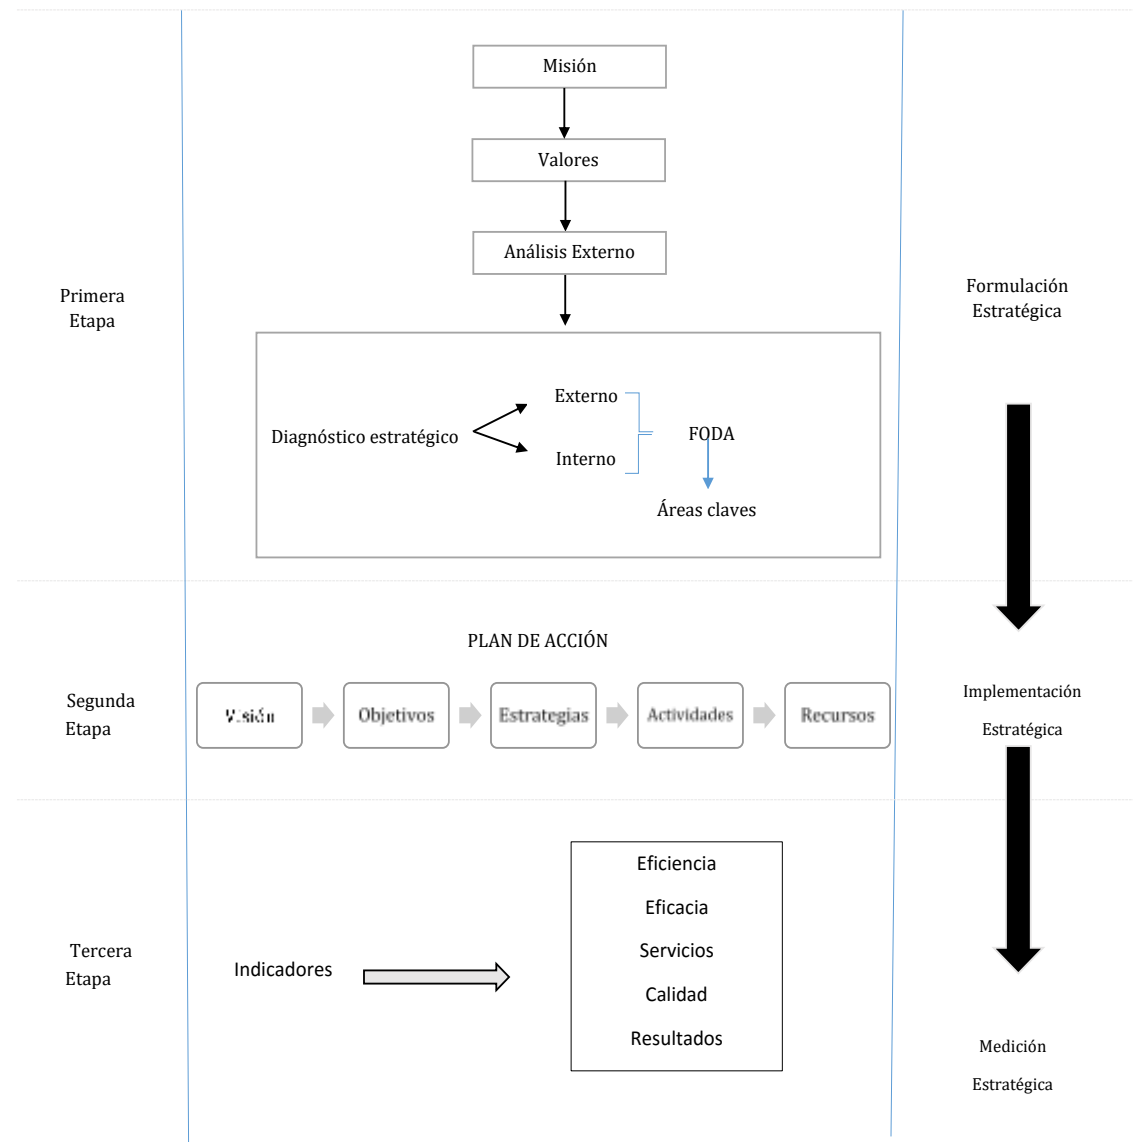 Misión
Valores
Análisis Externo
Primera
Etapa
Formulación
Estratégica
Externo
Diagnóstico estratégico
FODA
Interno
Áreas claves
PLAN DE ACCIÓN
Segunda
Etapa
Visión
Objetivos
Estrategias
Actividades
Recursos
Implementación
Estratégica
Tercera
Etapa
Indicadores
Eficiencia
Eficacia
Servicios
Calidad
Resultados
Medición
Estratégica